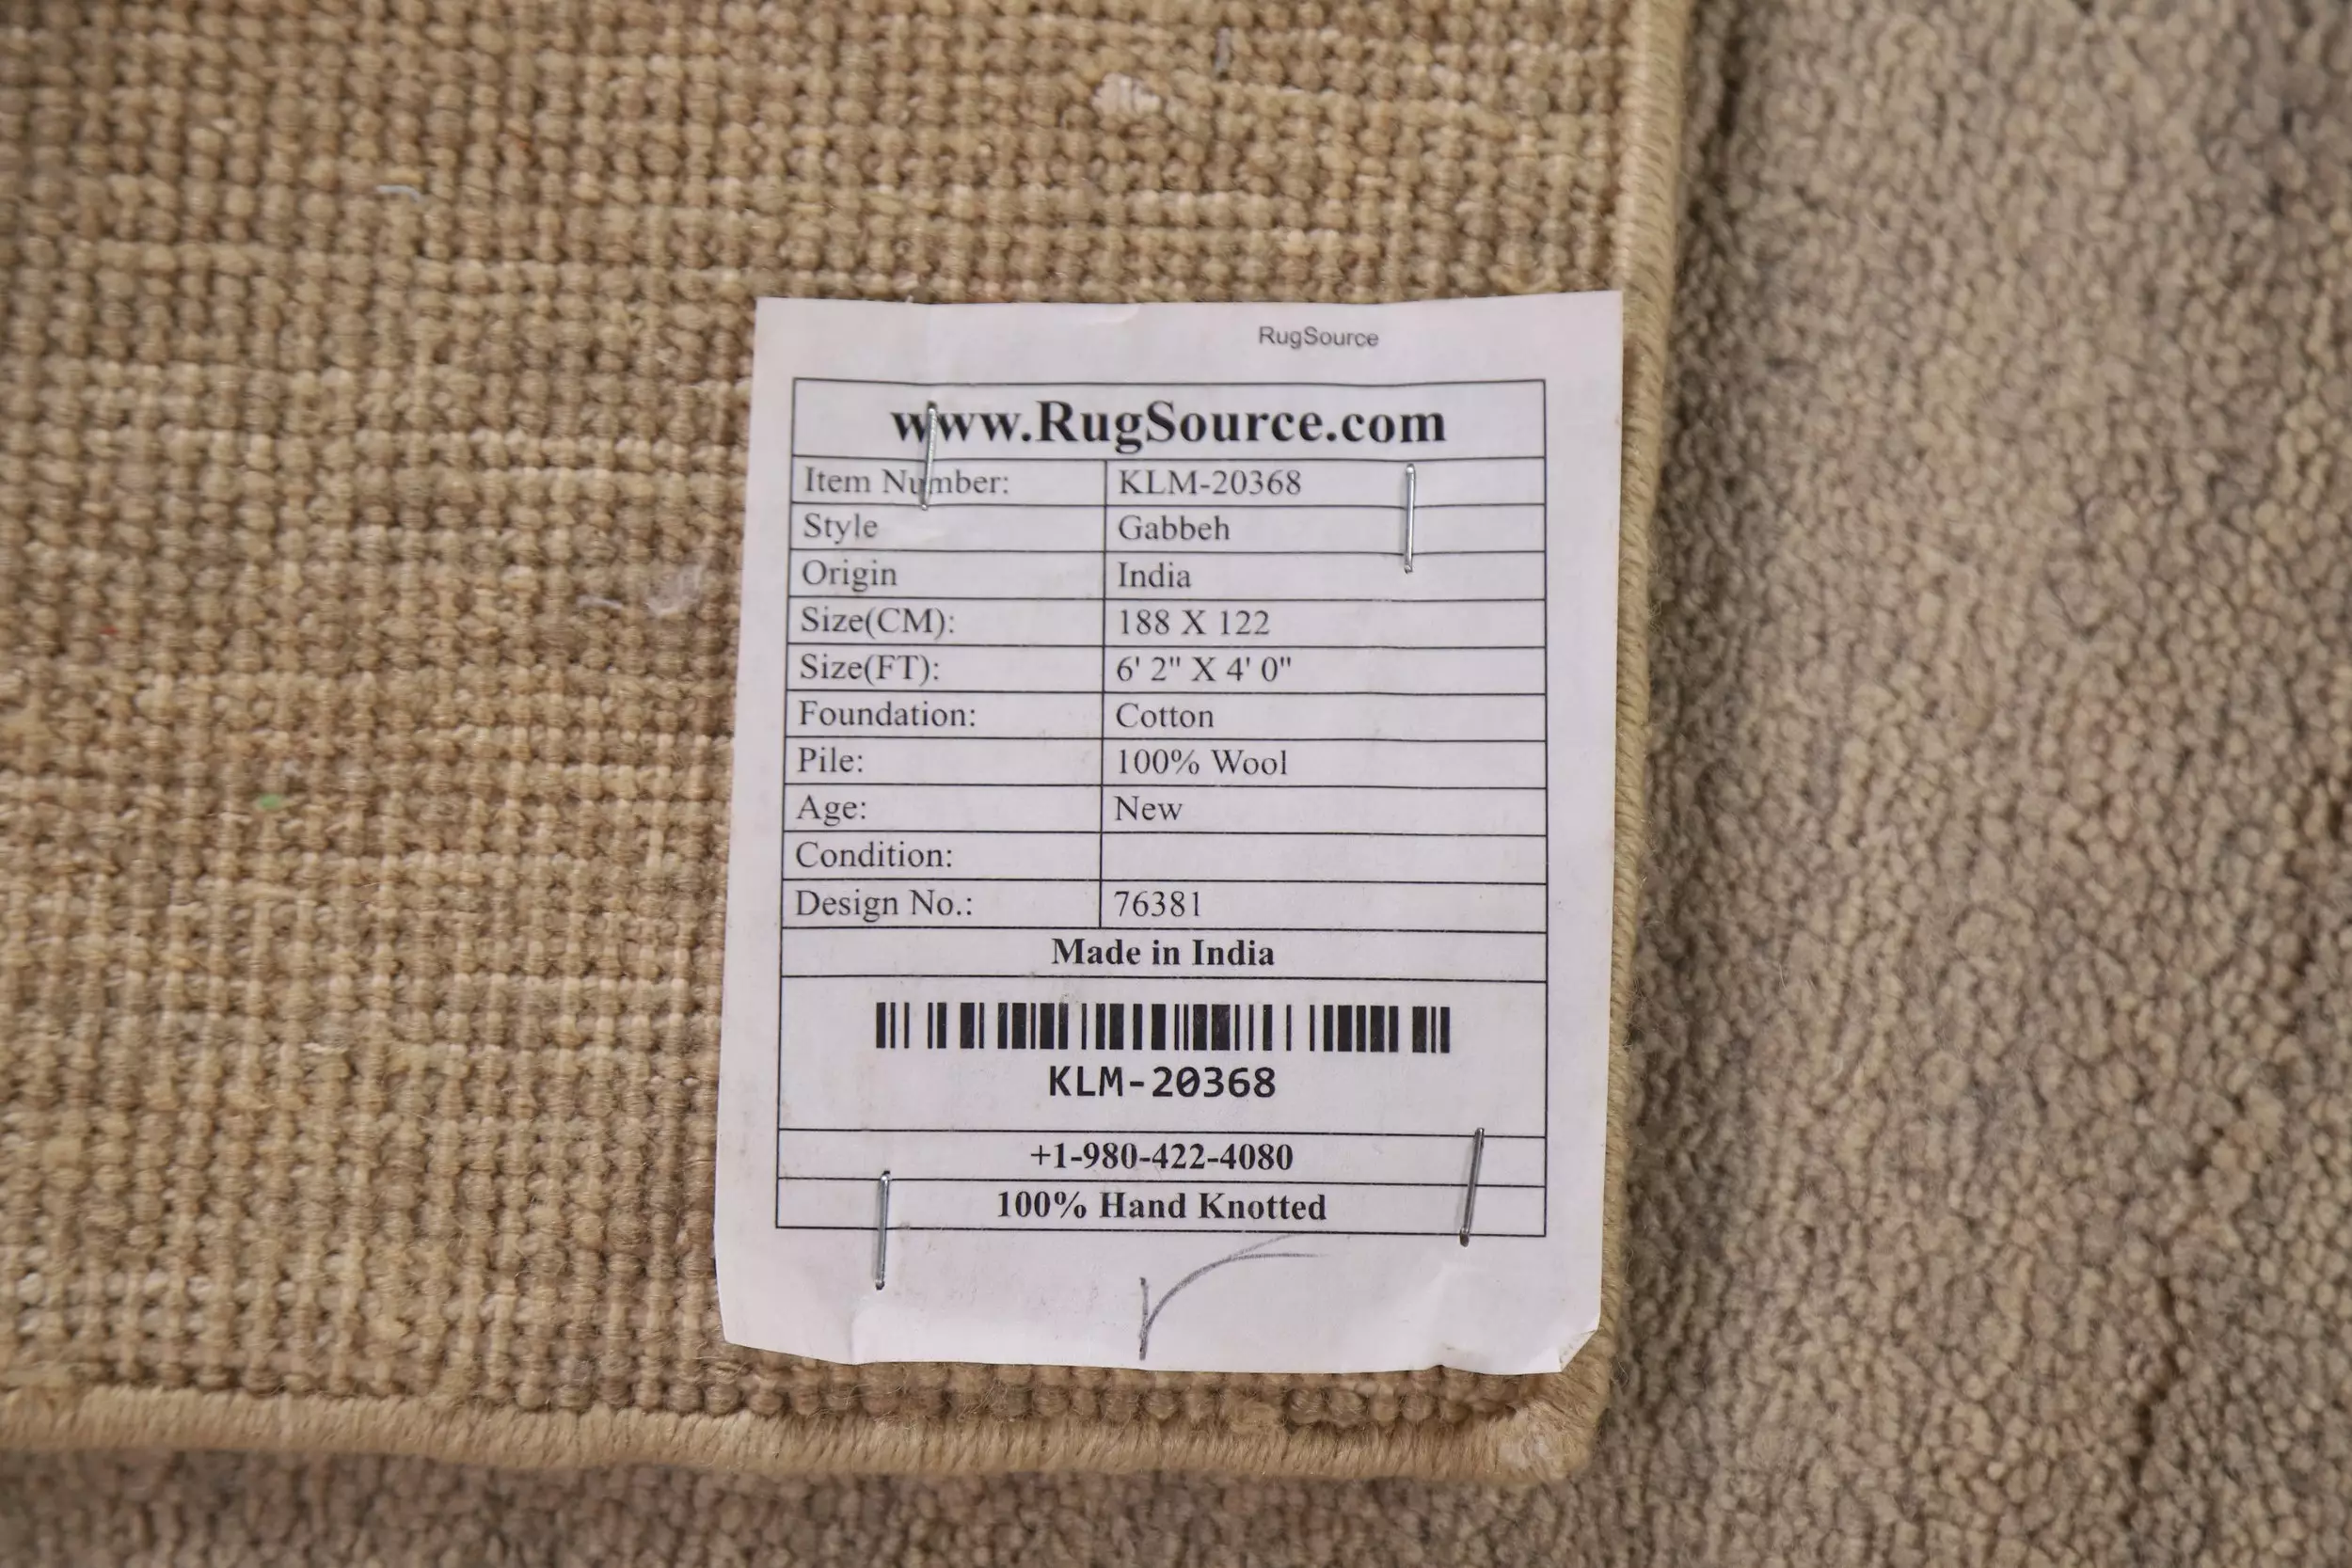 RugSource
www.RugSource.com
Item Number: KLM-20368
Style Gabbeh
Origin India
Size(CM): 188 X 122
Size(FT): 6' 2" X 4' 0"
Foundation: Cotton
Pile: 100% Wool
Age: New
Condition:
Design No.: 76381
Made in India
KLM-20368
+1-980-422-4080
100% Hand Knotted